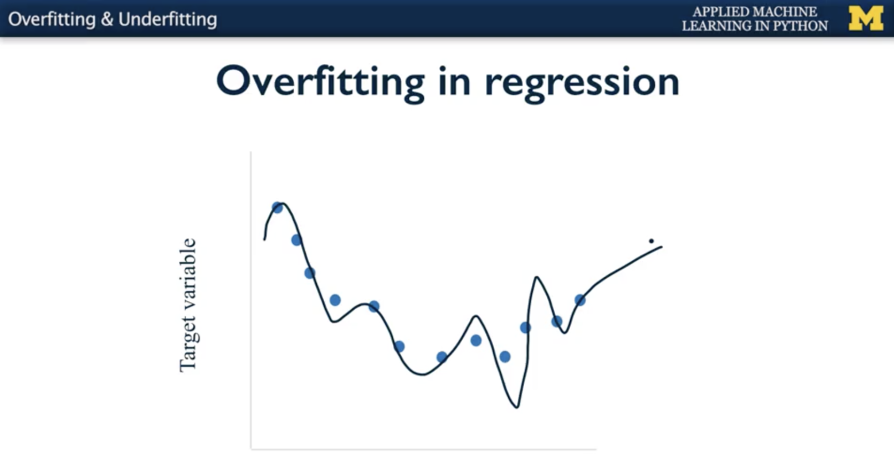 Overfitting & Underfitting
APPLIED MACHINE
LEARNING IN PYTHON
M
Overfitting in regression
Target variable